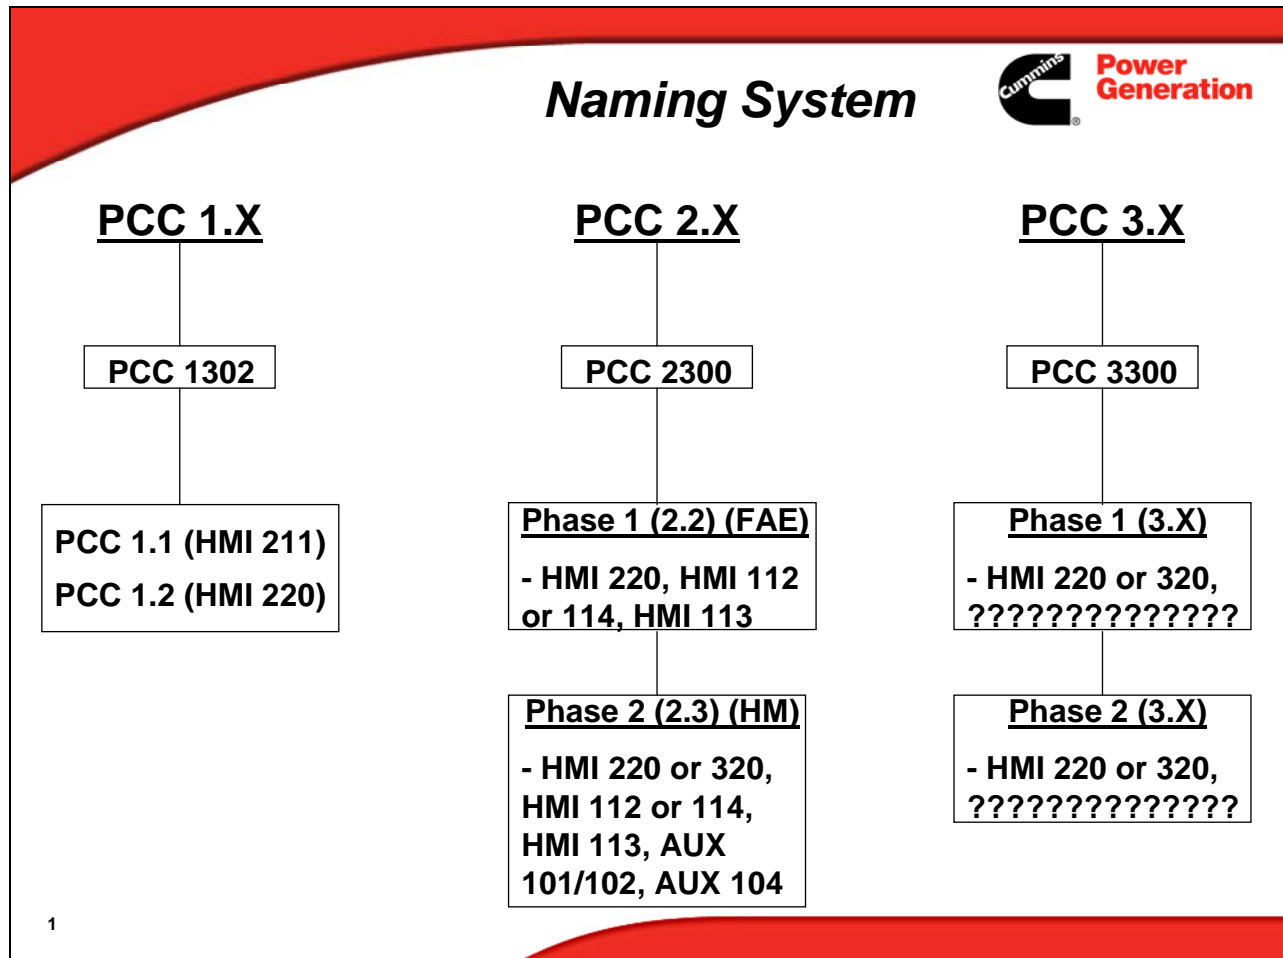 Naming System
Cummins
Power
Generation
®
PCC 1.X
PCC 1302
PCC 1.1 (HMI 211)
PCC 1.2 (HMI 220)
PCC 2.X
PCC 2300
Phase 1 (2.2) (FAE)
- HMI 220, HMI 112
or 114, HMI 113
Phase 2 (2.3) (HM)
- HMI 220 or 320,
HMI 112 or 114,
HMI 113, AUX
101/102, AUX 104
PCC 3.X
PCC 3300
Phase 1 (3.X)
- HMI 220 or 320,
??????????????
Phase 2 (3.X)
- HMI 220 or 320,
??????????????
1